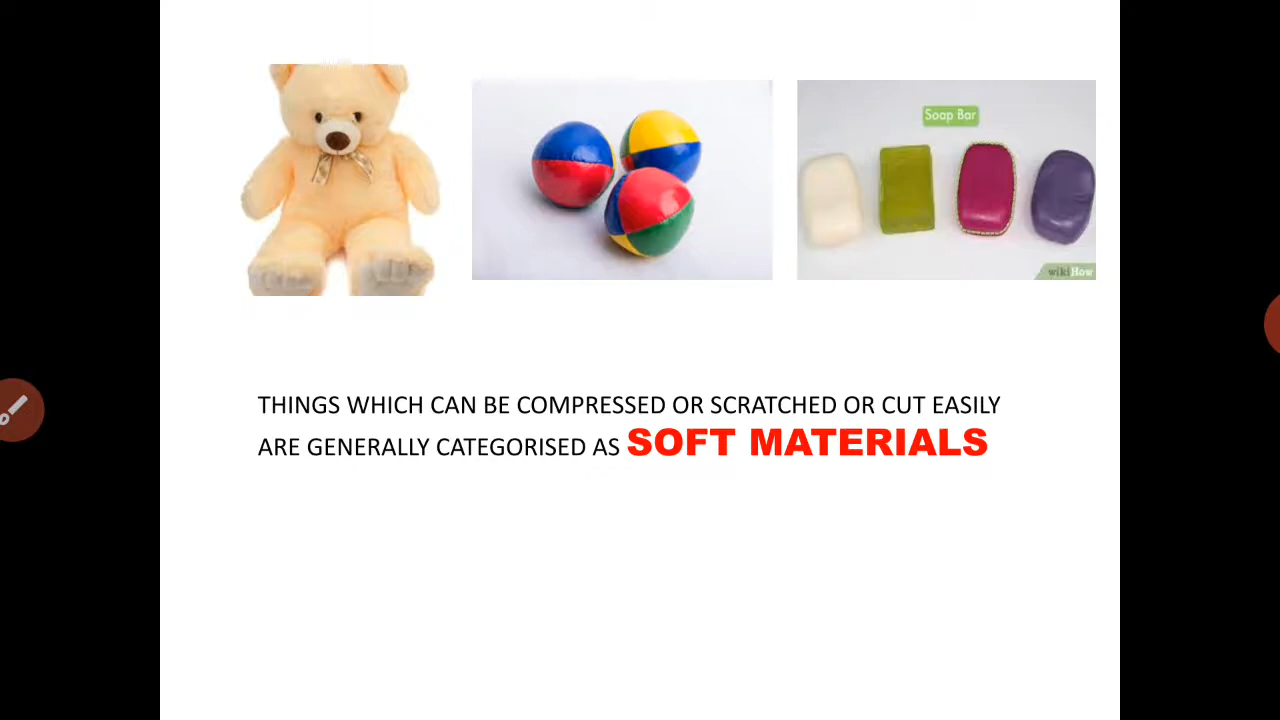 Soap Bar
wikiHow
THINGS WHICH CAN BE COMPRESSED OR SCRATCHED OR CUT EASILY
ARE GENERALLY CATEGORISED AS SOFT MATERIALS